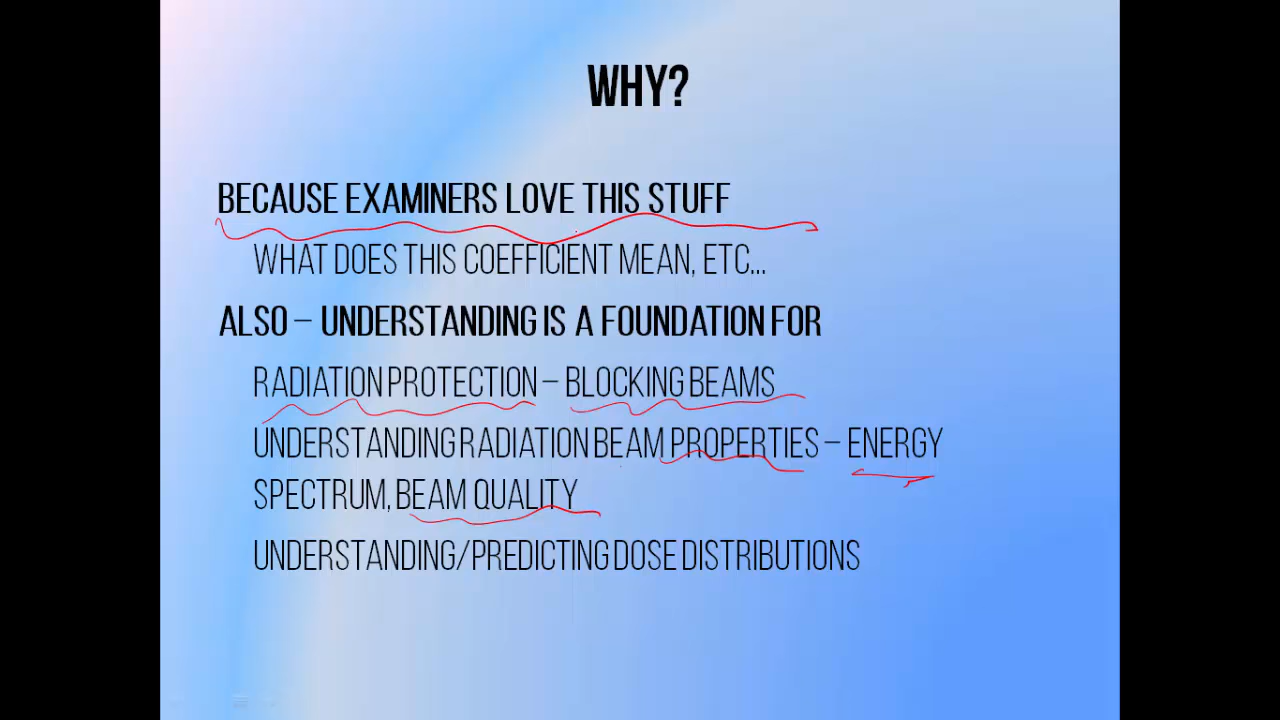 WHY?
BECAUSE EXAMINERS LOVE THIS STUFF
WHAT DOES THIS COEFFICIENT MEAN, ETC...
ALSO – UNDERSTANDING IS A FOUNDATION FOR
RADIATION PROTECTION – BLOCKING BEAMS
UNDERSTANDING RADIATION BEAM PROPERTIES – ENERGY
SPECTRUM, BEAM QUALITY
UNDERSTANDING/PREDICTING DOSE DISTRIBUTIONS